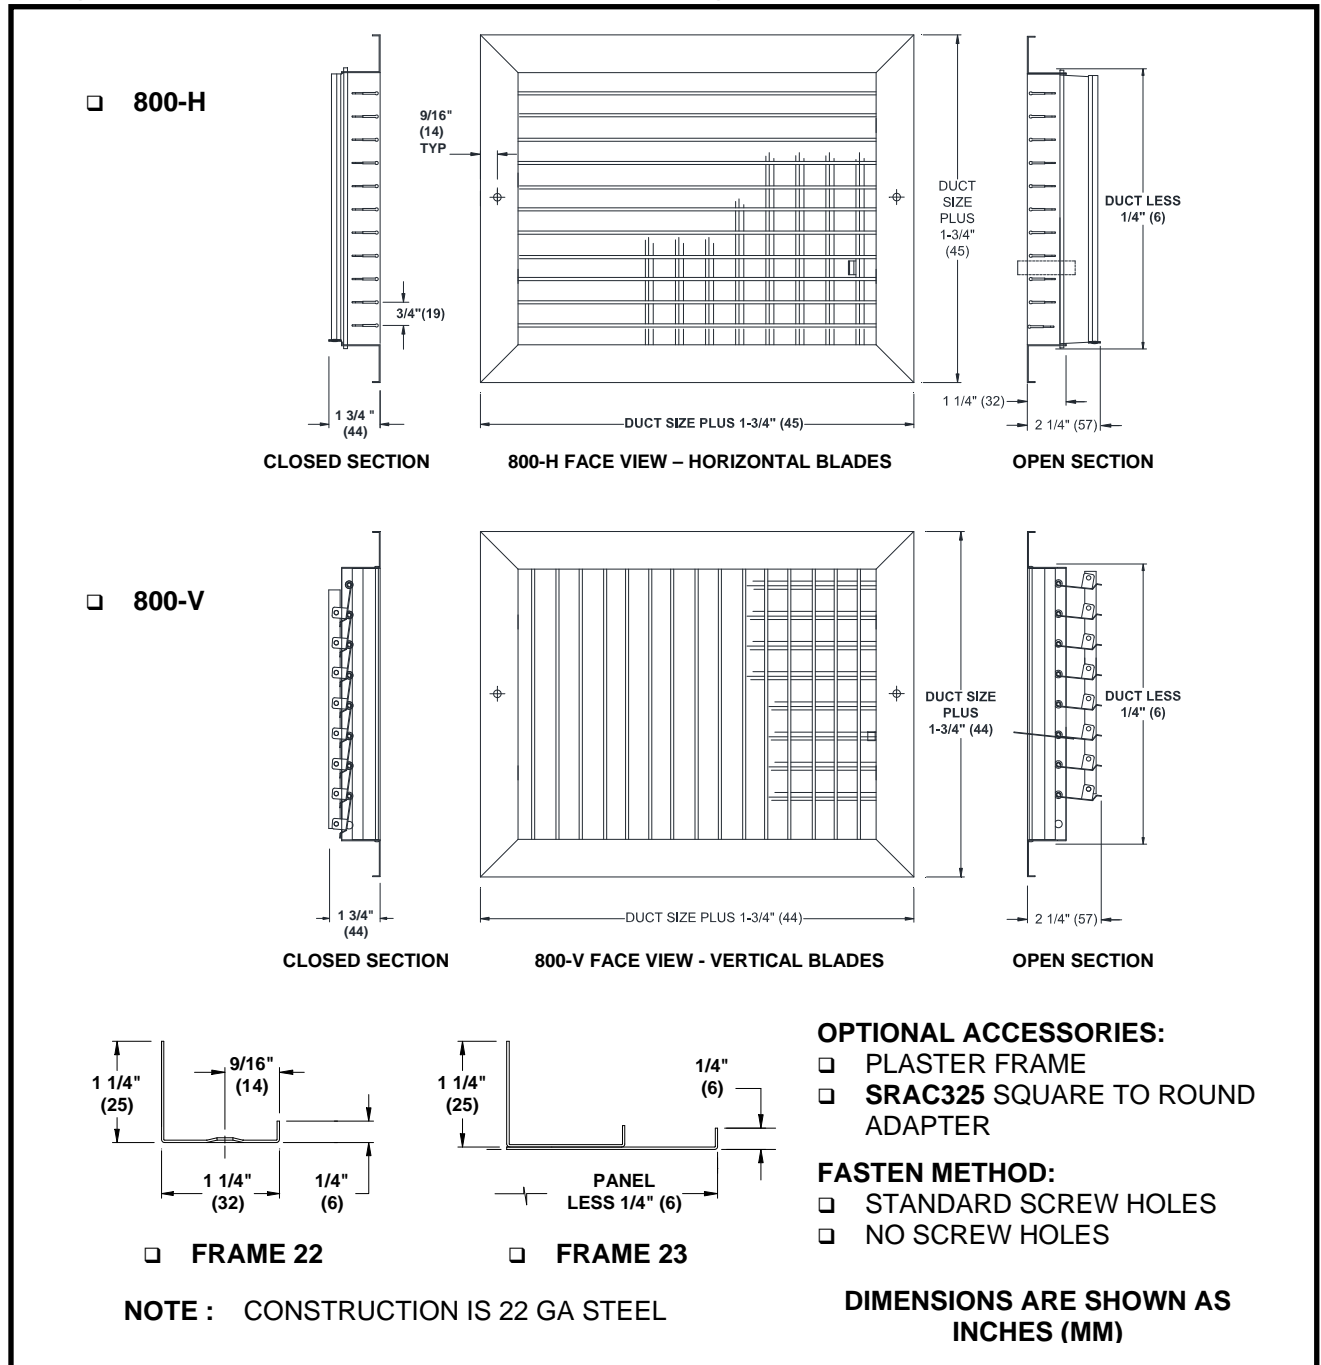 ❑ 800-H
9/16"
(14)
TYP
3/4"(19)
DUCT
SIZE
PLUS
1-3/4"
(45)
DUCT LESS
1/4" (6)
1 3/4 "
(44)
DUCT SIZE PLUS 1-3/4" (45)
1 1/4" (32)
2 1/4" (57)
CLOSED SECTION
800-H FACE VIEW – HORIZONTAL BLADES
OPEN SECTION
❑ 800-V
DUCT SIZE
PLUS
1-3/4" (44)
DUCT LESS
1/4" (6)
1 3/4"
(44)
DUCT SIZE PLUS 1-3/4" (44)
2 1/4" (57)
CLOSED SECTION
800-V FACE VIEW - VERTICAL BLADES
OPEN SECTION
1 1/4"
(25)
9/16"
(14)
1 1/4"
(32)
1/4"
(6)
❑ FRAME 22
1 1/4"
(25)
1/4"
(6)
PANEL
LESS 1/4" (6)
❑ FRAME 23
OPTIONAL ACCESSORIES:
❑ PLASTER FRAME
❑ SRAC325 SQUARE TO ROUND
ADAPTER
FASTEN METHOD:
❑ STANDARD SCREW HOLES
❑ NO SCREW HOLES
NOTE : CONSTRUCTION IS 22 GA STEEL
DIMENSIONS ARE SHOWN AS
INCHES (MM)